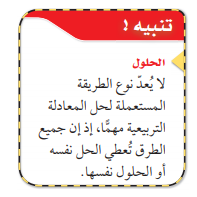 تنبيه !
الحلول
لا يُعدّ نوع الطريقة
المستعملة لحل المعادلة
التربيعية مهمًّا، إذ إن جميع
الطرق تُعطي الحل نفسه
أو الحلول نفسها.